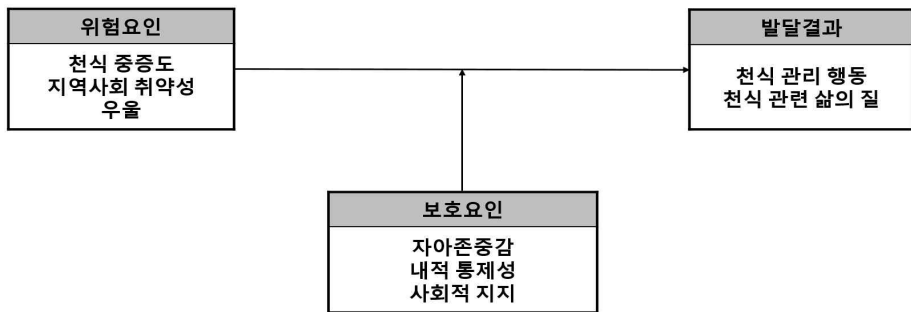 위험요인
천식 중증도
지역사회 취약성
우울
발달결과
천식 관리 행동
천식 관련 삶의 질
보호요인
자아존중감
내적 통제성
사회적 지지